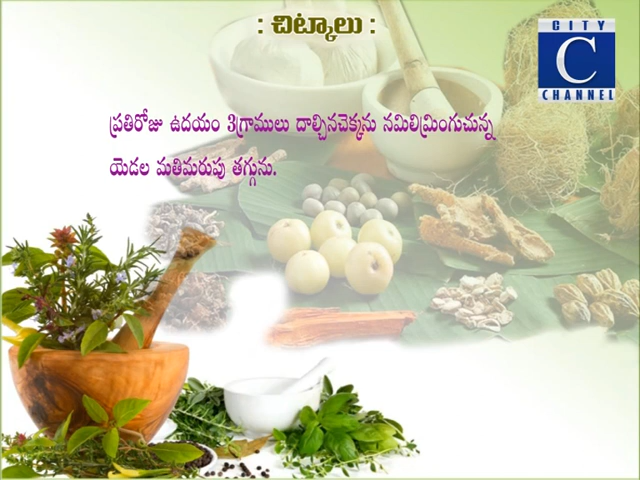 : చిట్కాలు :
CITY
C
CHANNEL
ప్రతిరోజు ఉదయం 3గ్రాములు దాల్చినచెక్కను నమిలిమ్రింగుచున్న
యెడల మతిమరుపు తగ్గును.